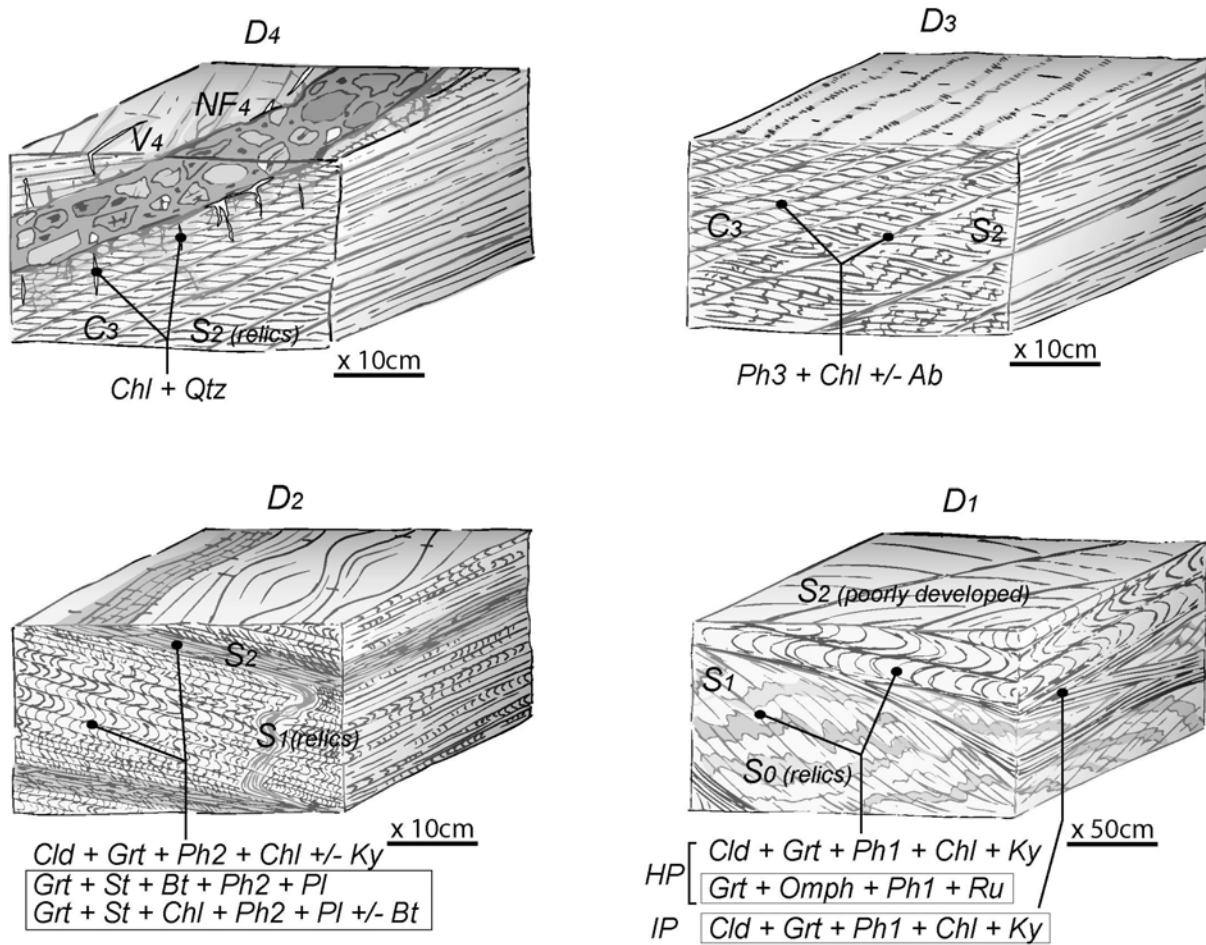 D4
NF4
V4
C3
S2 (relics)
x 10cm
Chl + Qtz
D3
C3
S2
x 10cm
Ph3 + Chl +/- Ab
D2
S2
S1(relics)
x 10cm
Cld + Grt + Ph2 + Chl +/- Ky
Grt + St + Bt + Ph2 + Pl
Grt + St + Chl + Ph2 + Pl +/- Bt
D1
S2 (poorly developed)
S1
S0 (relics)
x 50cm
HP
Cld + Grt + Ph1 + Chl + Ky
Grt + Omph + Ph1 + Ru
IP Cld + Grt + Ph1 + Chl + Ky